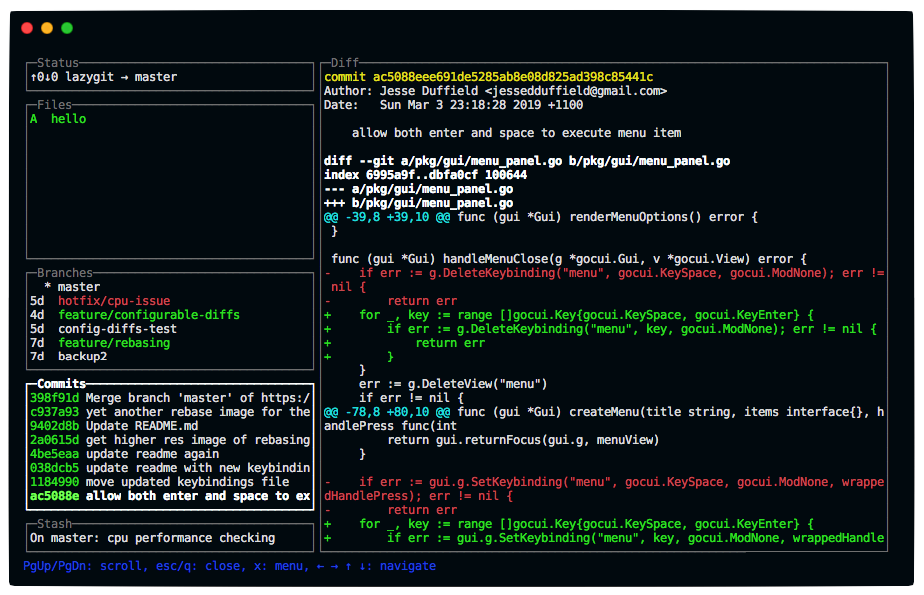 Status
↑0↓0 lazygit → master
Files
A  hello
Branches
  * master
5d  hotfix/cpu-issue
4d  feature/configurable-diffs
5d  config-diffs-test
7d  feature/rebasing
7d  backup2
Commits
398f91d Merge branch 'master' of https:/
c937a93 yet another rebase image for the
9402d8b Update README.md
2a0615d get higher res image of rebasing
4be5eaa update readme again
038dcb5 update readme with new keybindin
1184990 move updated keybindings file
ac5088e allow both enter and space to ex
Stash
On master: cpu performance checking
Diff
commit ac5088eee691de5285ab8e08d825ad398c85441c
Author: Jesse Duffield <jessedduffield@gmail.com>
Date:   Sun Mar 3 23:18:28 2019 +1100
    allow both enter and space to execute menu item
diff --git a/pkg/gui/menu_panel.go b/pkg/gui/menu_panel.go
index 6995a9f..dbfa0cf 100644
--- a/pkg/gui/menu_panel.go
+++ b/pkg/gui/menu_panel.go
@@ -39,8 +39,10 @@ func (gui *Gui) renderMenuOptions() error {
 }
 func (gui *Gui) handleMenuClose(g *gocui.Gui, v *gocui.View) error {
-    if err := g.DeleteKeybinding("menu", gocui.KeySpace, gocui.ModNone); err !=
 nil {
-        return err
+    for _, key := range []gocui.Key{gocui.KeySpace, gocui.KeyEnter} {
+        if err := g.DeleteKeybinding("menu", key, gocui.ModNone); err != nil {
+            return err
+        }
     }
     err := g.DeleteView("menu")
     if err != nil {
@@ -78,8 +80,10 @@ func (gui *Gui) createMenu(title string, items interface{}, h
andlePress func(int
         return gui.returnFocus(gui.g, menuView)
     }
-    if err := gui.g.SetKeybinding("menu", gocui.KeySpace, gocui.ModNone, wrappe
dHandlePress); err != nil {
-        return err
+    for _, key := range []gocui.Key{gocui.KeySpace, gocui.KeyEnter} {
+        if err := gui.g.SetKeybinding("menu", key, gocui.ModNone, wrappedHandle
PgUp/PgDn: scroll, esc/q: close, x: menu, ← → ↑ ↓: navigate